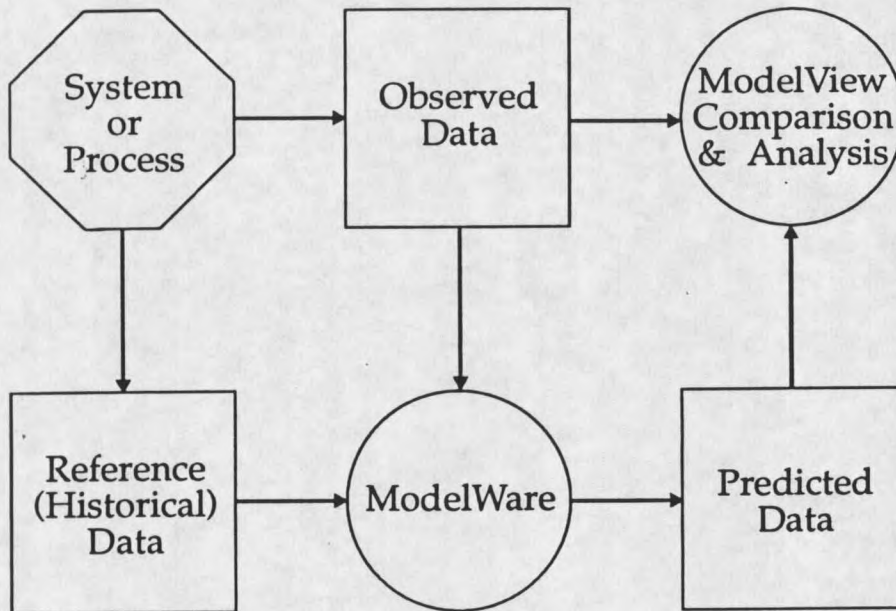 System
or
Process
Observed
Data
ModelView
Comparison
& Analysis
Reference
(Historical)
Data
ModelWare
Predicted
Data